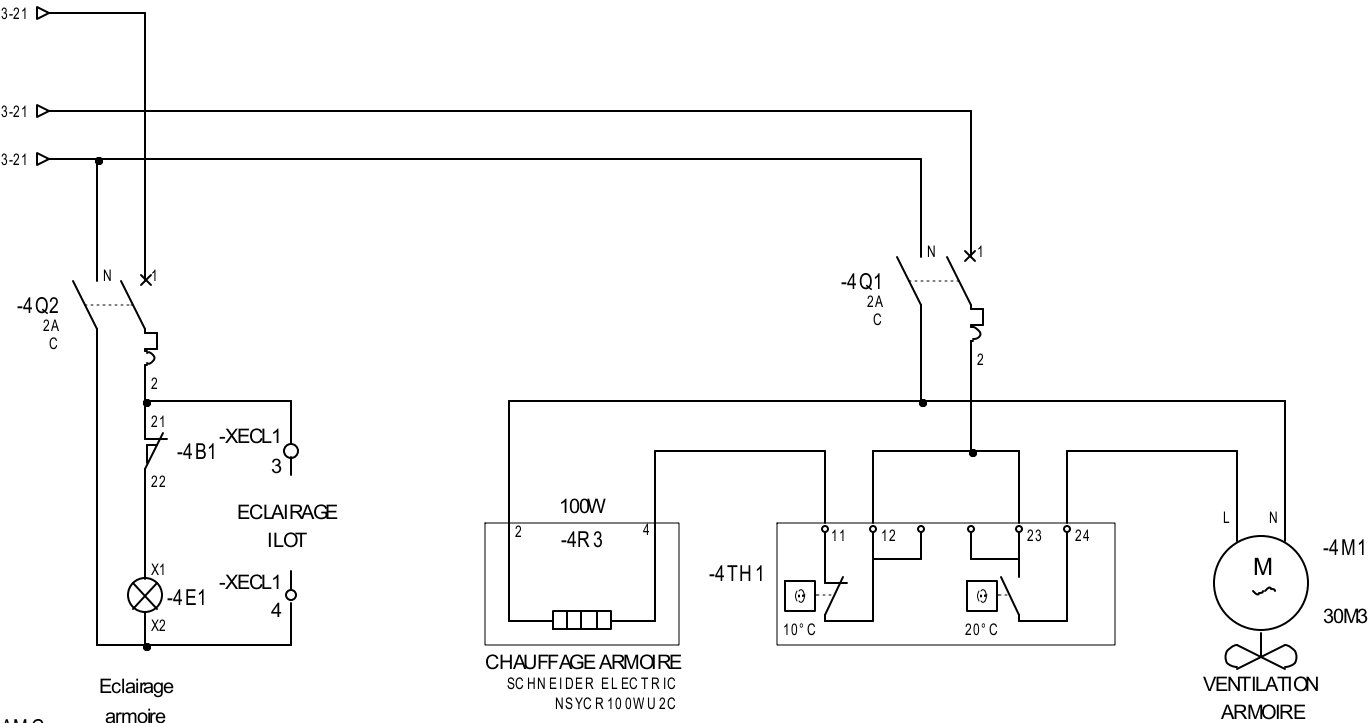 3-21
3-21
3-21
N 1
-4Q2
2A
C
2
21
-4B1
22
-XECL1
3
ECLAIRAGE
ILOT
X1
-4E1
X2
-XECL1
4
Eclairage
armoire
N 1
-4Q1
2A
C
2
100W
2 -4R3 4
CHAUFFAGE ARMOIRE
SCHNEIDER ELECTRIC
NSYCR100WU2C
11 12 23 24
-4TH1
10°C 20°C
L N
M
-4M1
30M3
VENTILATION
ARMOIRE